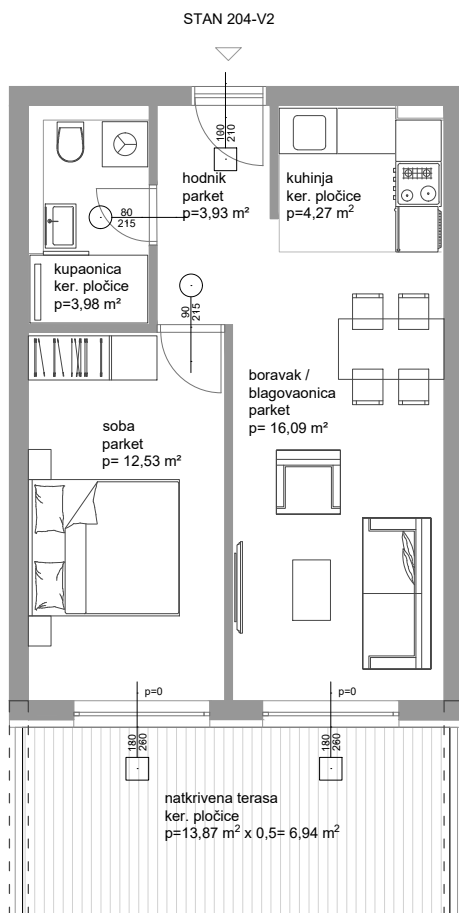 STAN 204-V2
100
210
hodnik
parket
p=3,93 m²
kuhinja
ker. pločice
p=4,27 m²
80
215
kupaonica
ker. pločice
p=3,98 m²
90
215
boravak /
blagovaonica
parket
p= 16,09 m²
soba
parket
p= 12,53 m²
p=0
p=0
180
260
180
260
natkrivena terasa
ker. pločice
p=13,87 m² x 0,5= 6,94 m²